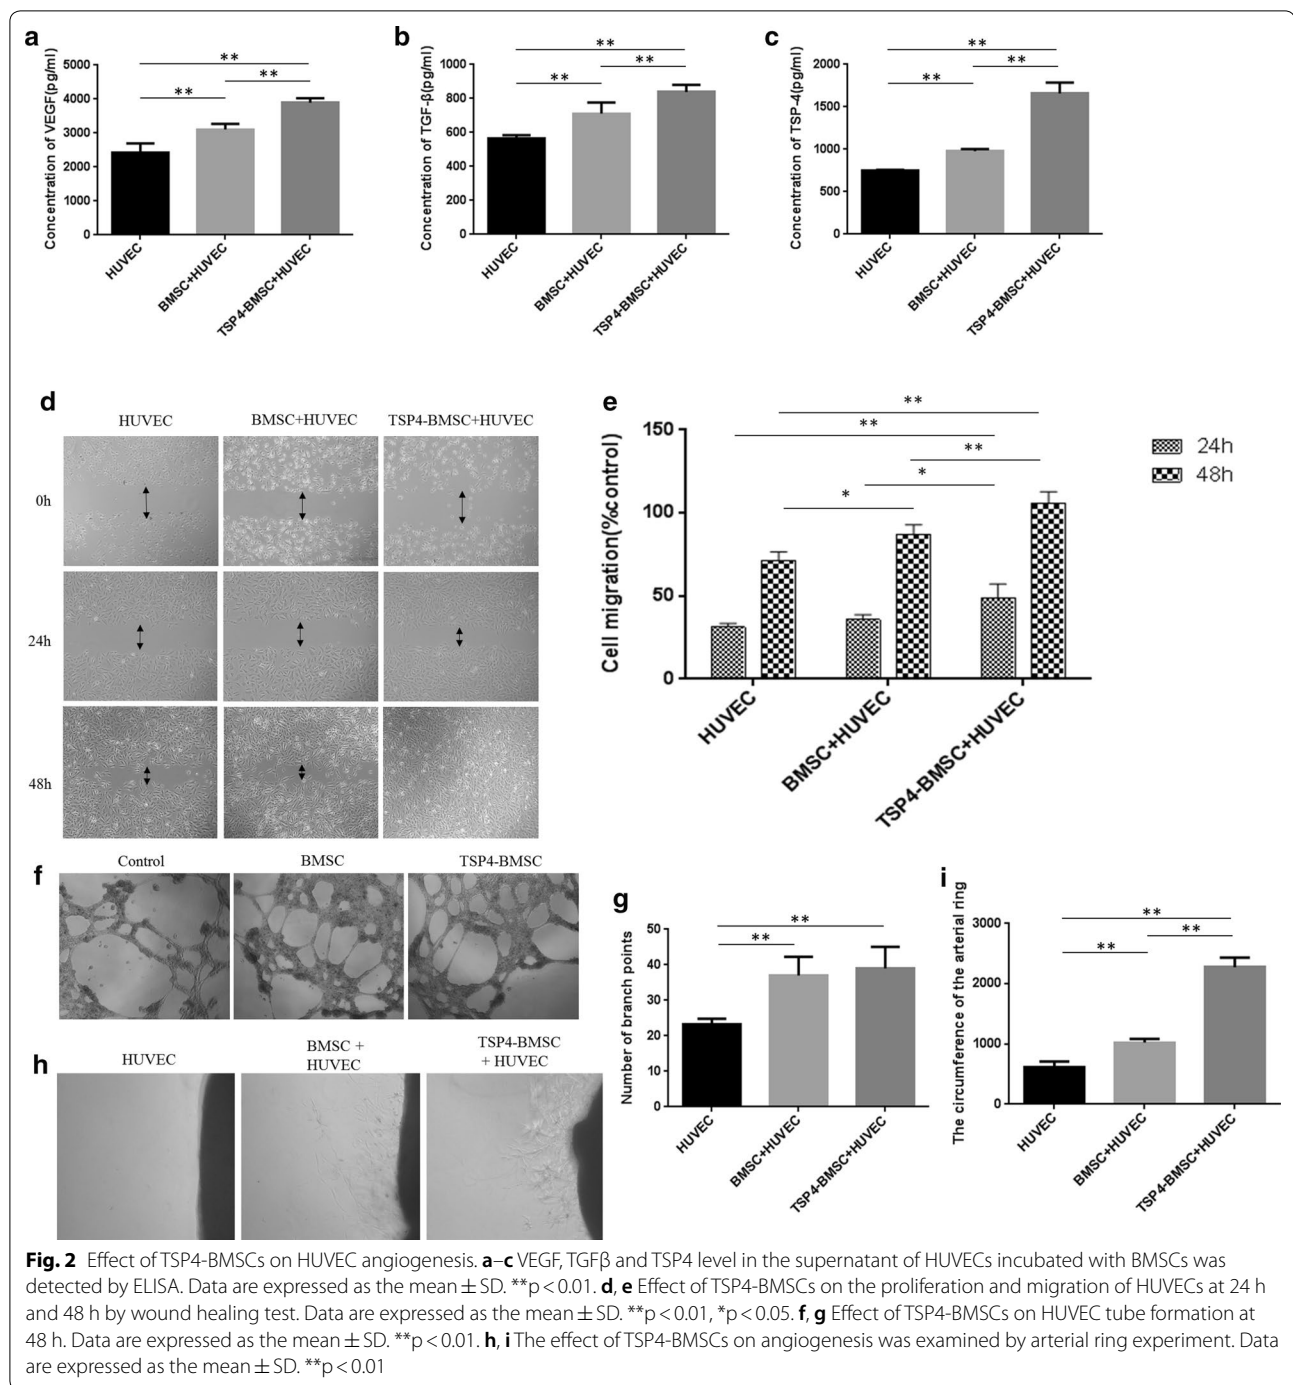 a
Concentration of VEGF(pg/ml)
5000
4000
3000
2000
1000
0
**
**
**
HUVEC
BMSC+HUVEC
TSP4-BMSC+HUVEC
b
Concentration of TGF-β(pg/ml)
1000
800
600
400
200
0
**
**
**
HUVEC
BMSC+HUVEC
TSP4-BMSC+HUVEC
c
Concentration of TSP-4(pg/ml)
2000
1500
1000
500
0
**
**
**
HUVEC
BMSC+HUVEC
TSP4-BMSC+HUVEC
d
HUVEC BMSC+HUVEC TSP4-BMSC+HUVEC
0h
24h
48h
e
Cell migration(%control)
150
100
50
0
**
**
**
*
*
24h
48h
HUVEC
BMSC+HUVEC
TSP4-BMSC+HUVEC
f
Control BMSC TSP4-BMSC
g
Number of branch points
50
40
30
20
10
0
**
**
HUVEC
BMSC+HUVEC
TSP4-BMSC+HUVEC
h
HUVEC
BMSC +
HUVEC
TSP4-BMSC
+ HUVEC
i
The circumference of the arterial ring
3000
2000
1000
0
**
**
**
HUVEC
BMSC+HUVEC
TSP4-BMSC+HUVEC
Fig. 2 Effect of TSP4-BMSCs on HUVEC angiogenesis. a–c VEGF, TGFβ and TSP4 level in the supernatant of HUVECs incubated with BMSCs was
detected by ELISA. Data are expressed as the mean ± SD. **p < 0.01. d, e Effect of TSP4-BMSCs on the proliferation and migration of HUVECs at 24 h
and 48 h by wound healing test. Data are expressed as the mean ± SD. **p < 0.01, *p < 0.05. f, g Effect of TSP4-BMSCs on HUVEC tube formation at
48 h. Data are expressed as the mean ± SD. **p < 0.01. h, i The effect of TSP4-BMSCs on angiogenesis was examined by arterial ring experiment. Data
are expressed as the mean ± SD. **p < 0.01